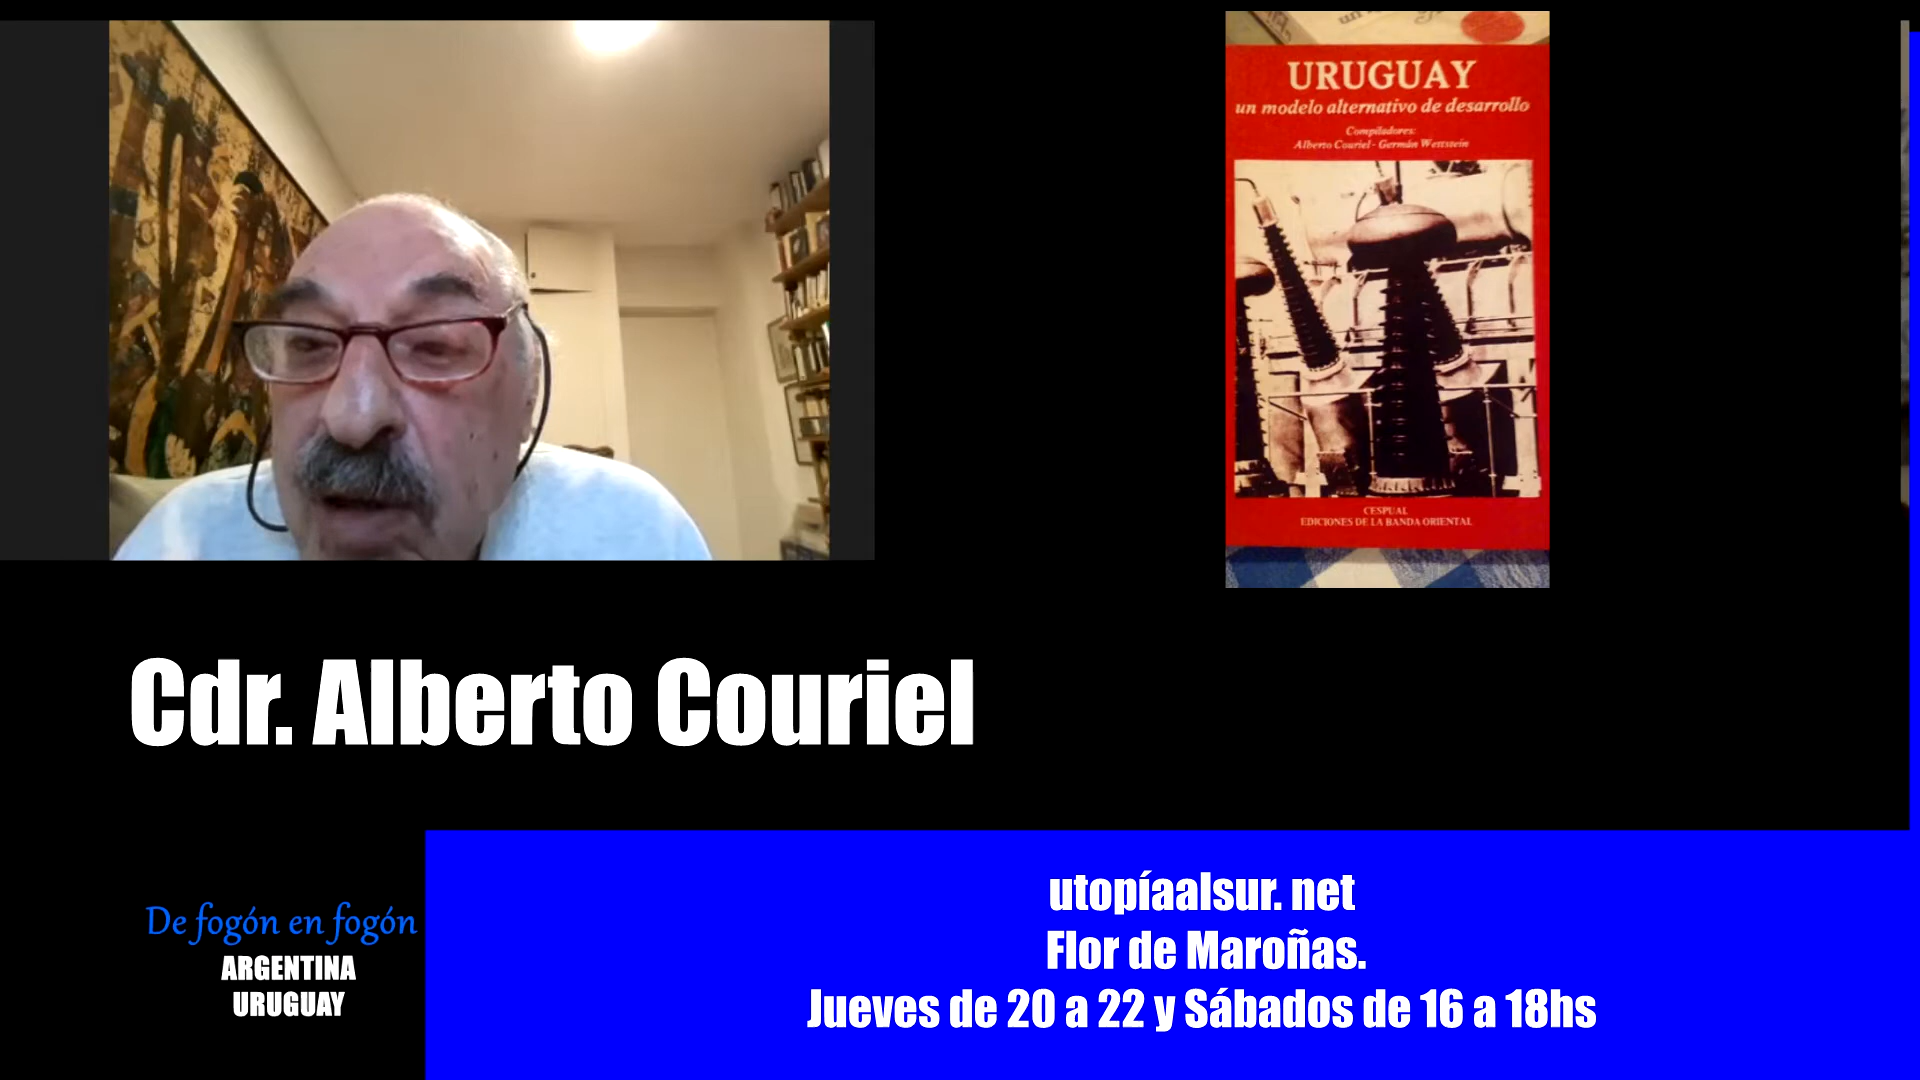 URUGUAY
un modelo alternativo de desarrollo
Compiladores:
Alberto Couriel - Germán Wettstein
CESPUAL
EDICIONES DE LA BANDA ORIENTAL
Cdr. Alberto Couriel
De fogón en fogón
ARGENTINA
URUGUAY
utopíaalsur. net
Flor de Maroñas.
Jueves de 20 a 22 y Sábados de 16 a 18hs